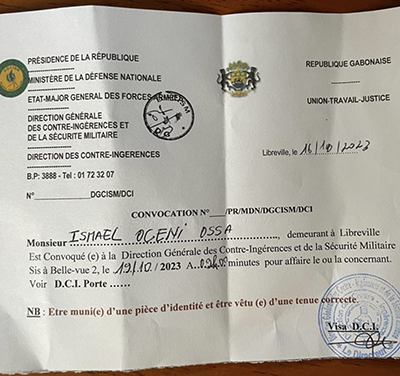 PRÉSIDENCE DE LA RÉPUBLIQUE
MINISTÈRE DE LA DÉFENSE NATIONALE
ETAT-MAJOR GENERAL DES FORCES ARMEES
DIRECTION GÉNÉRALE
DES CONTRE-INGÉRENCES ET
DE LA SÉCURITÉ MILITAIRE
DIRECTION DES CONTRE-INGERENCES
B.P: 3888 - Tel : 01 72 32 07
N° DGCISM/DCI
REPUBLIQUE GABONAISE
UNION-TRAVAIL-JUSTICE
Libreville, le 16/10/2023
CONVOCATION N°___/PR/MDN/DGCISM/DCI
Monsieur ISMAEL OCENI OSSA, demeurant à Libreville
Est Convoqué (e) à la Direction Générale des Contre-Ingérences et de la Sécurité Militaire
Sis à Belle-vue 2, le 19/10/ 2023 A minutes pour affaire le ou la concernant.
Voir D.C.I. Porte ......
NB : Etre muni(e) d'une pièce d'identité et être vêtu (e) d'une tenue correcte.
Visa D.C.I.